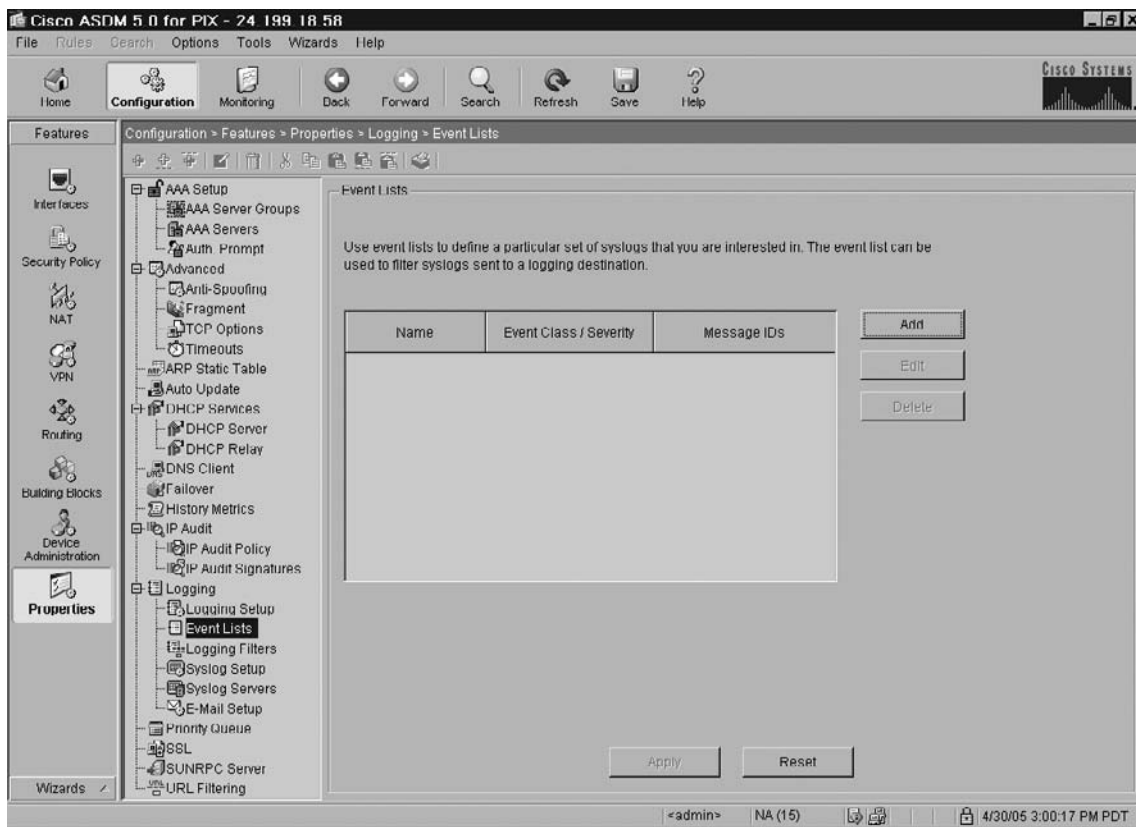 Cisco ASDM 5.0 for PIX - 24.199.18.58
File Rules Search Options Tools Wizards Help
Home Configuration Monitoring Back Forward Search Refresh Save Help
CISCO SYSTEMS
Features
Configuration > Features > Properties > Logging > Event Lists
Interfaces
Security Policy
NAT
VPN
Routing
Building Blocks
Device
Administration
Properties
Wizards
AAA Setup
AAA Server Groups
AAA Servers
Auth. Prompt
Advanced
Anti-Spoofing
Fragment
TCP Options
Timeouts
ARP Static Table
Auto Update
DHCP Services
DHCP Server
DHCP Relay
DNS Client
Failover
History Metrics
IP Audit
IP Audit Policy
IP Audit Signatures
Logging
Logging Setup
Event Lists
Logging Filters
Syslog Setup
Syslog Servers
E-Mail Setup
Priority Queue
SSL
SUNRPC Server
URL Filtering
Event Lists
Use event lists to define a particular set of syslogs that you are interested in. The event list can be
used to filter syslogs sent to a logging destination.
Name Event Class / Severity Message IDs
Add
Edit
Delete
Apply Reset
<admin> NA (15) 4/30/05 3:00:17 PM PDT